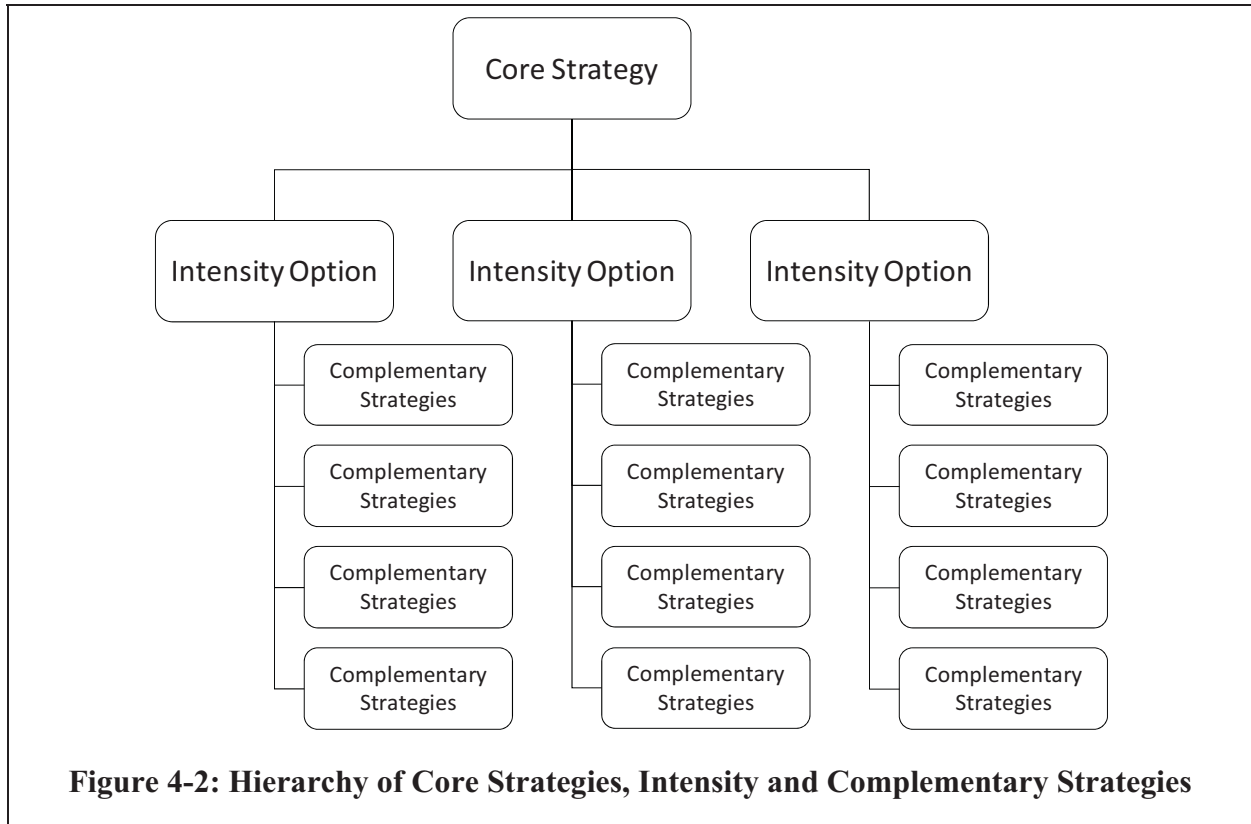 Core Strategy
Intensity Option
Intensity Option
Intensity Option
Complementary
Strategies
Complementary
Strategies
Complementary
Strategies
Complementary
Strategies
Complementary
Strategies
Complementary
Strategies
Complementary
Strategies
Complementary
Strategies
Complementary
Strategies
Complementary
Strategies
Complementary
Strategies
Complementary
Strategies
Figure 4-2: Hierarchy of Core Strategies, Intensity and Complementary Strategies